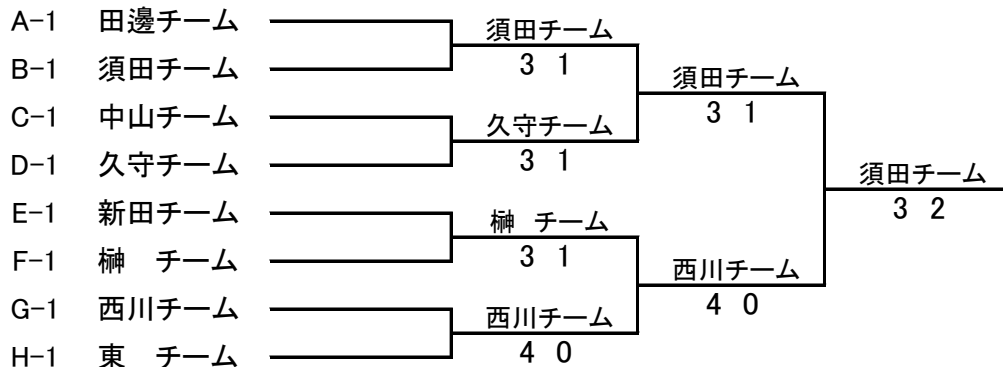 A-1 田邊チーム
須田チーム
3 1
B-1 須田チーム
須田チーム
3 1
C-1 中山チーム
久守チーム
3 1
D-1 久守チーム
須田チーム
3 2
E-1 新田チーム
榊 チーム
3 1
F-1 榊 チーム
西川チーム
4 0
G-1 西川チーム
西川チーム
4 0
H-1 東 チーム